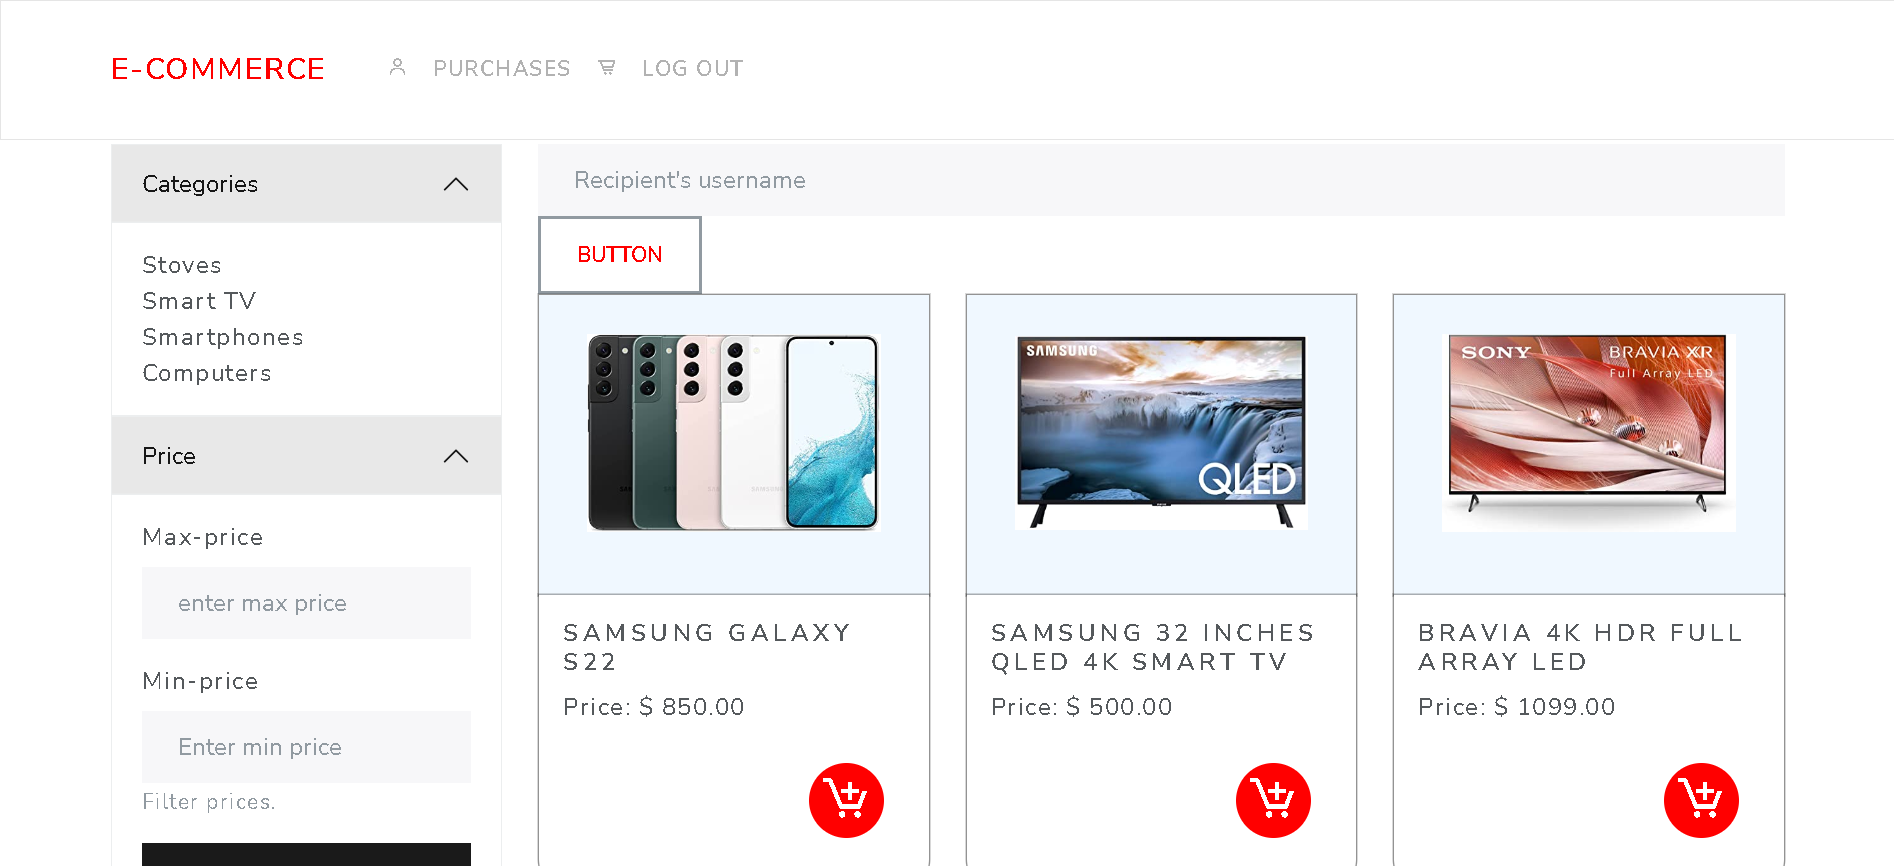 E-COMMERCE
PURCHASES
LOG OUT
Categories
Stoves
Smart TV
Smartphones
Computers
Price
Max-price
enter max price
Min-price
Enter min price
Filter prices.
Recipient's username
BUTTON
SAMSUNG GALAXY
S22
Price: $ 850.00
SAMSUNG
QLED
SAMSUNG 32 INCHES
QLED 4K SMART TV
Price: $ 500.00
SONY
BRAVIA XR
Full Array LED
BRAVIA 4K HDR FULL
ARRAY LED
Price: $ 1099.00